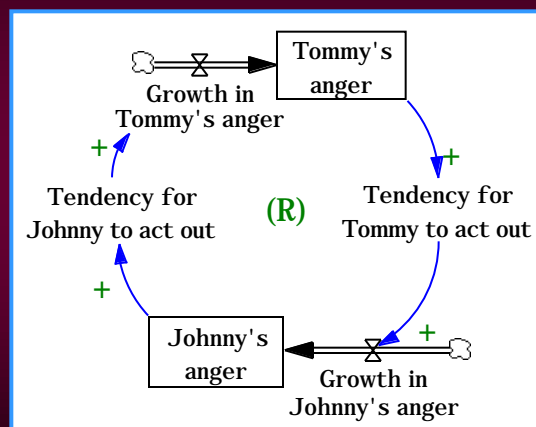 Tommy's
anger
Growth in
Tommy's anger
+
+
Tendency for
Johnny to act out
(R)
Tendency for
Tommy to act out
+
+
Johnny's
anger
Growth in
Johnny's anger